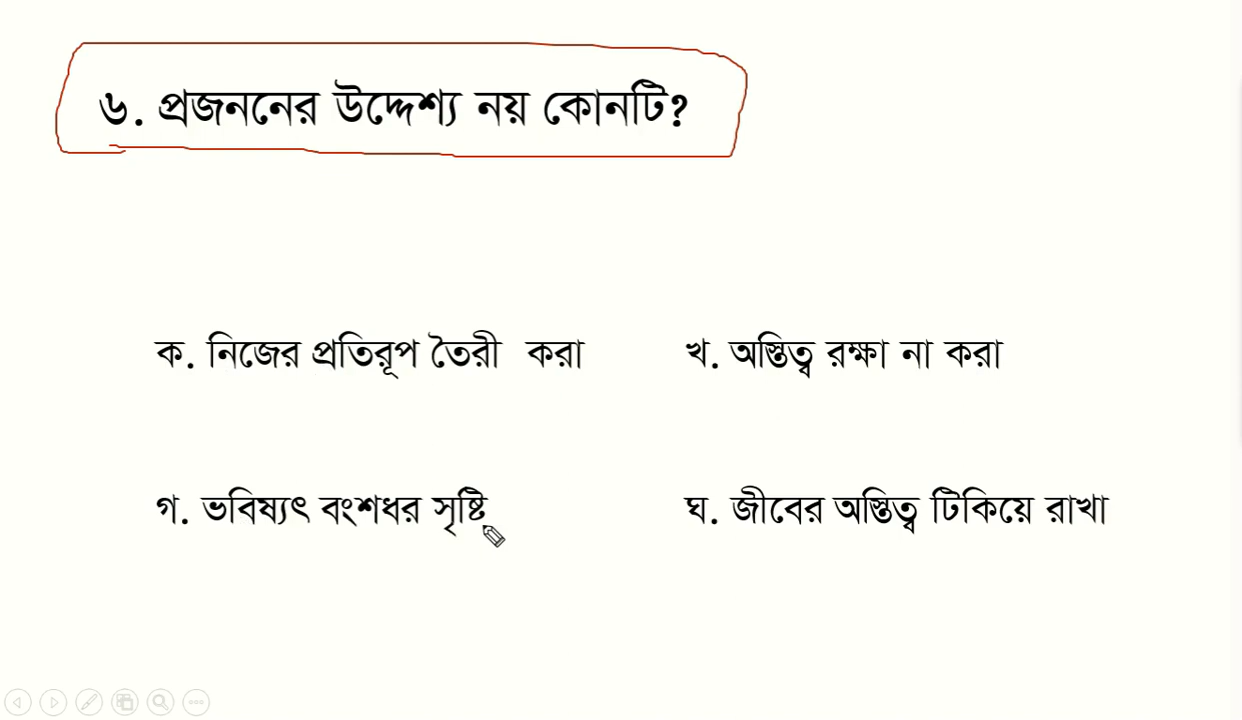 ৬. প্রজননের উদ্দেশ্য নয় কোনটি?
ক. নিজের প্রতিরূপ তৈরী করা
খ. অস্তিত্ব রক্ষা না করা
গ. ভবিষ্যৎ বংশধর সৃষ্টি
ঘ. জীবের অস্তিত্ব টিকিয়ে রাখা